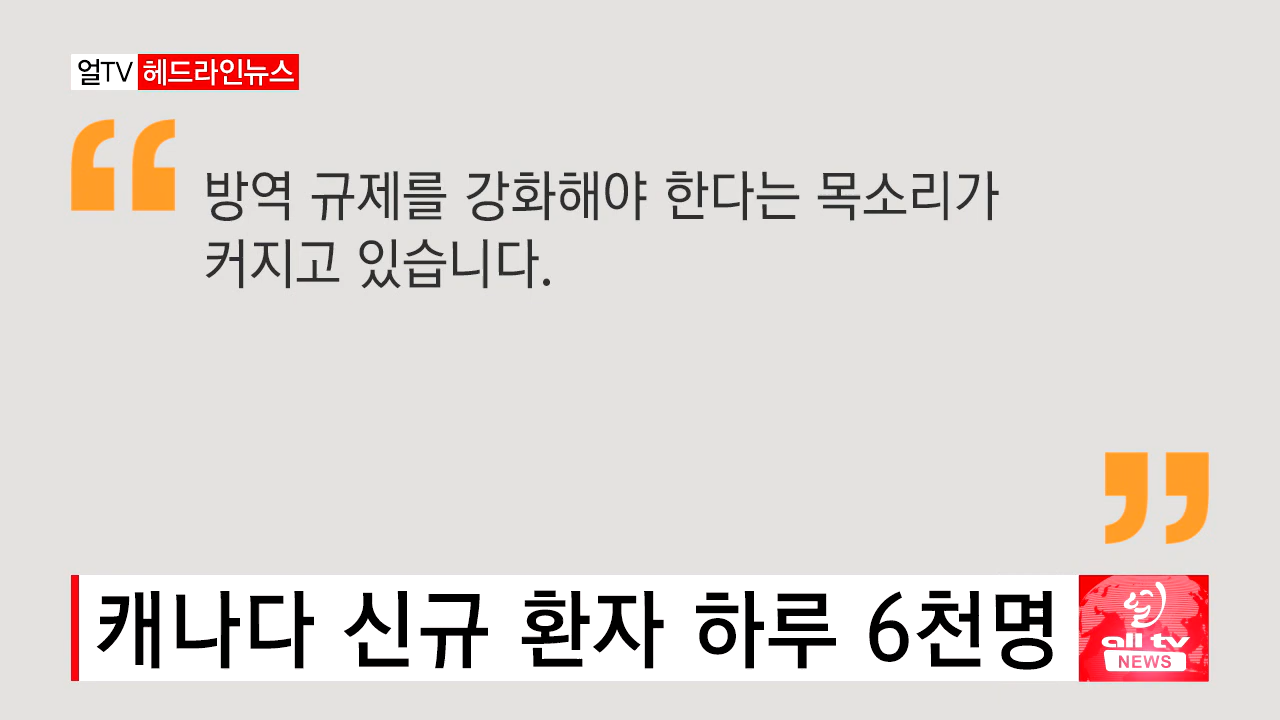 얼TV 헤드라인뉴스
“ 방역 규제를 강화해야 한다는 목소리가
커지고 있습니다. ”
캐나다 신규 환자 하루 6천명
all tv
NEWS